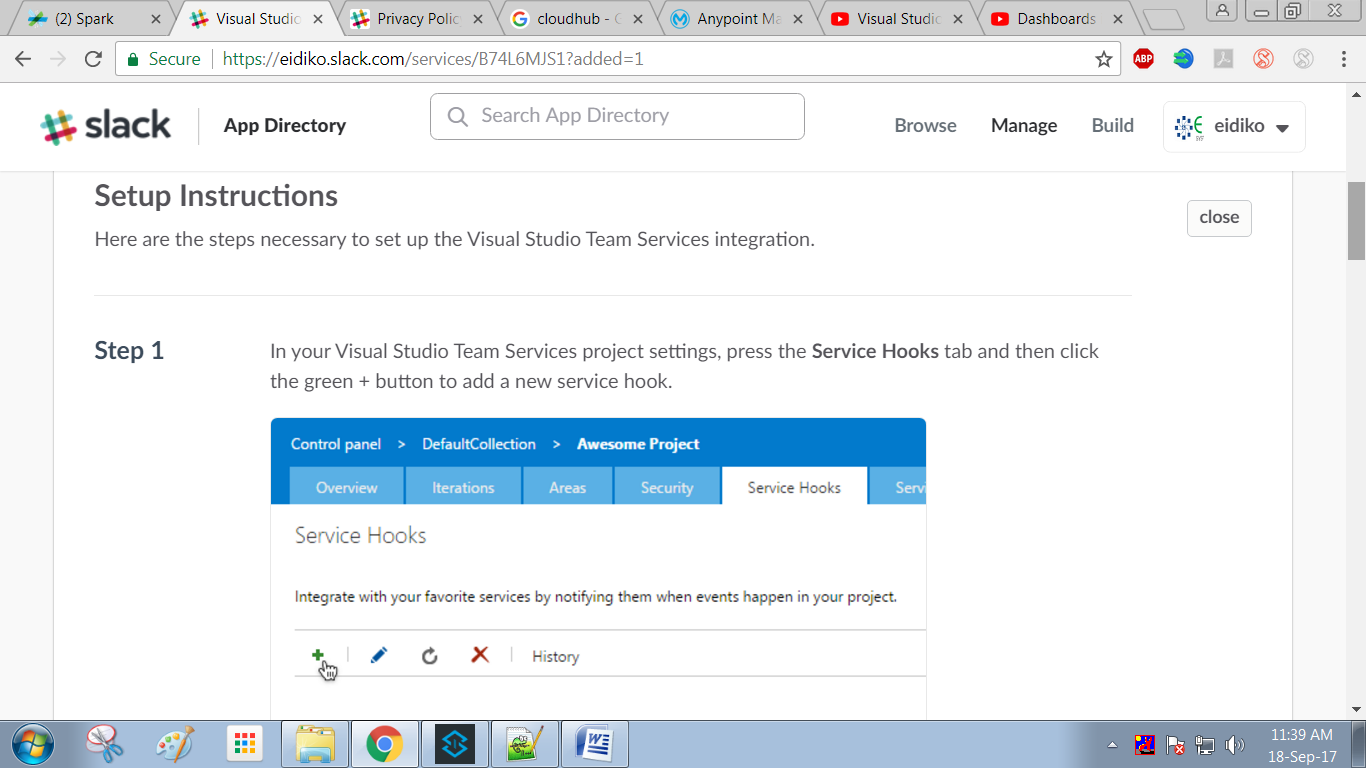 (2) Spark
Visual Studio
Privacy Polic
cloudhub -
Anypoint Ma
Visual Studio
Dashboards
Secure
https://eidiko.slack.com/services/B74L6MJS1?added=1
ABP
slack
App Directory
Search App Directory
Browse
Manage
Build
eidiko
Setup Instructions
close
Here are the steps necessary to set up the Visual Studio Team Services integration.
Step 1
In your Visual Studio Team Services project settings, press the Service Hooks tab and then click
the green + button to add a new service hook.
Control panel > DefaultCollection > Awesome Project
Overview
Iterations
Areas
Security
Service Hooks
Servi
Service Hooks
Integrate with your favorite services by notifying them when events happen in your project.
History
11:39 AM
18-Sep-17